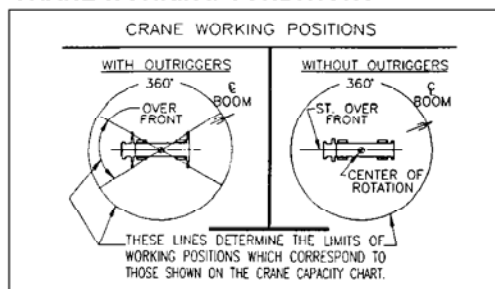 CRANE WORKING POSITIONS
WITH OUTRIGGERS
360°
℄
BOOM
OVER
FRONT
WITHOUT OUTRIGGERS
360°
℄
BOOM
ST. OVER
FRONT
CENTER OF
ROTATION
THESE LINES DETERMINE THE LIMITS OF
WORKING POSITIONS WHICH CORRESPOND TO
THOSE SHOWN ON THE CRANE CAPACITY CHART.